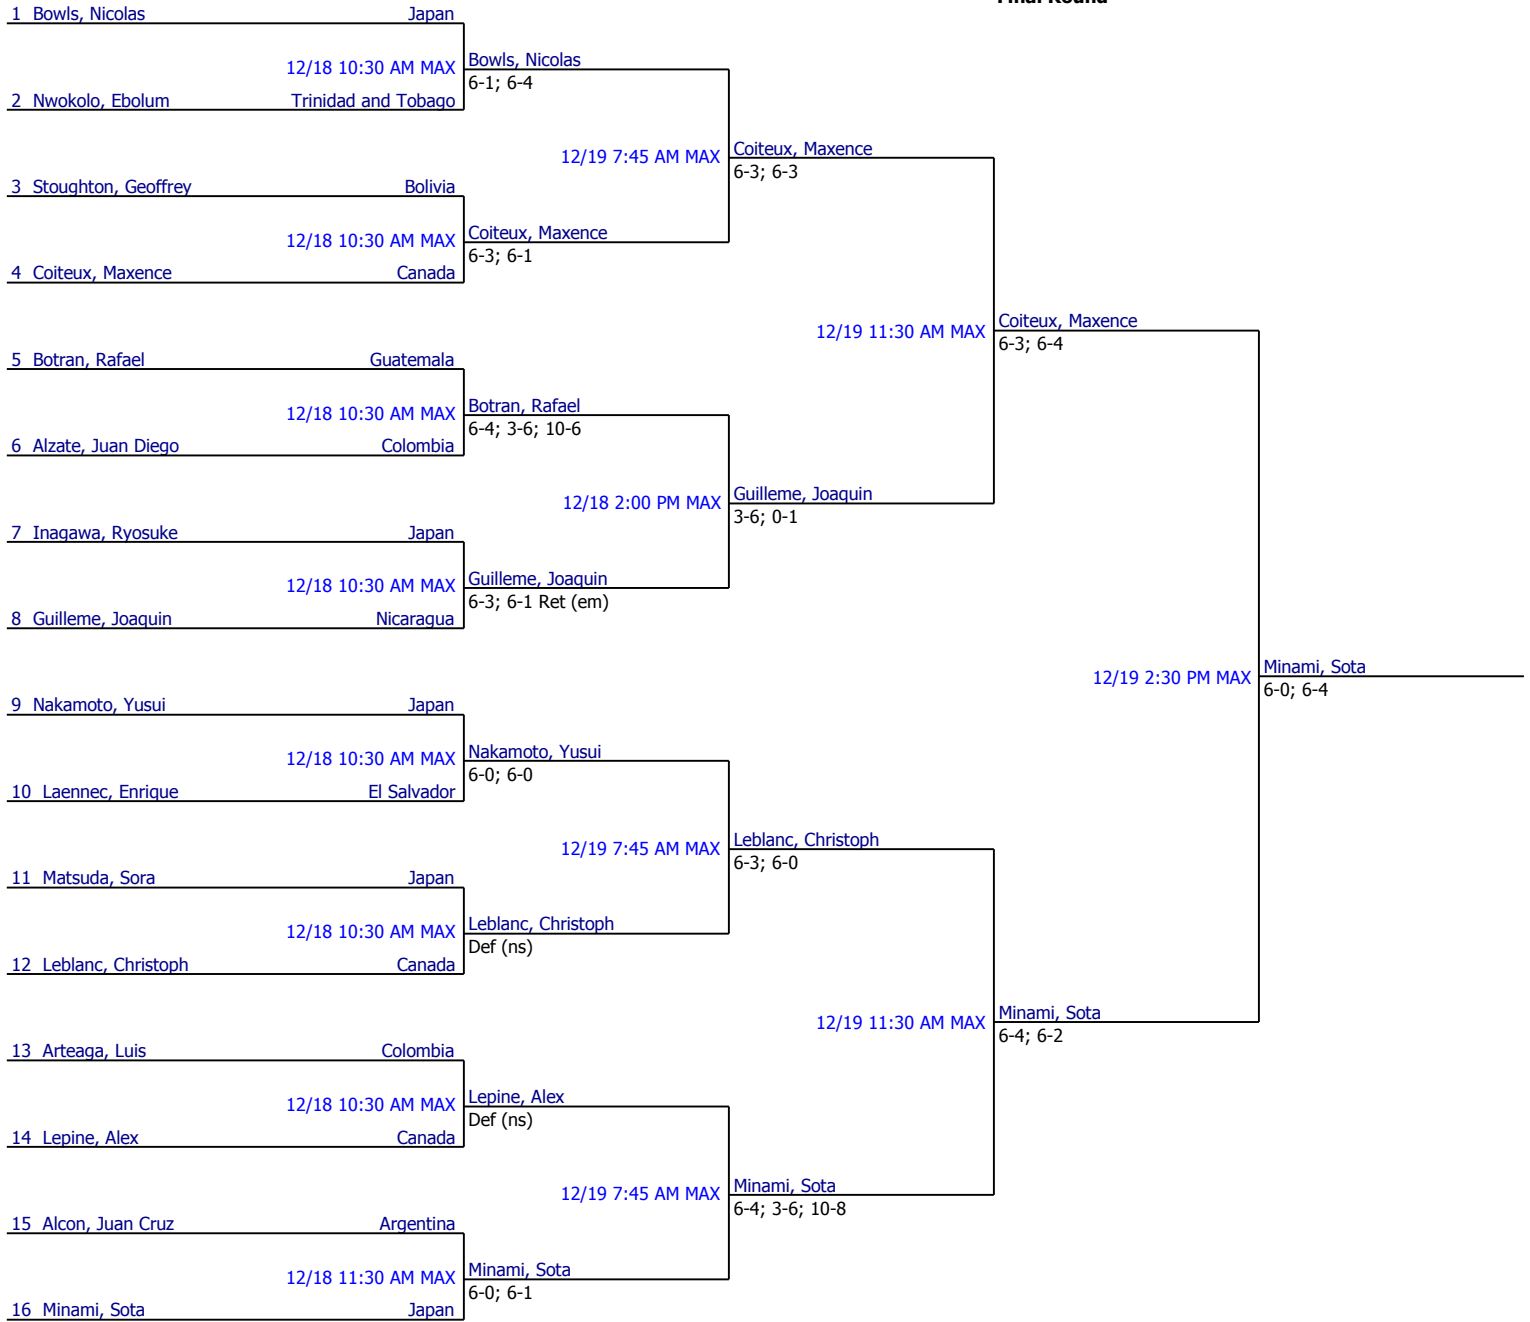 Final Round
1 Bowls, Nicolas Japan
12/18 10:30 AM MAX Bowls, Nicolas
6-1; 6-4
2 Nwokolo, Ebolum Trinidad and Tobago
12/19 7:45 AM MAX Coiteux, Maxence
6-3; 6-3
3 Stoughton, Geoffrey Bolivia
12/18 10:30 AM MAX Coiteux, Maxence
6-3; 6-1
4 Coiteux, Maxence Canada
12/19 11:30 AM MAX Coiteux, Maxence
6-3; 6-4
5 Botran, Rafael Guatemala
12/18 10:30 AM MAX Botran, Rafael
6-4; 3-6; 10-6
6 Alzate, Juan Diego Colombia
12/18 2:00 PM MAX Guilleme, Joaquin
3-6; 0-1
7 Inagawa, Ryosuke Japan
12/18 10:30 AM MAX Guilleme, Joaquin
6-3; 6-1 Ret (em)
8 Guilleme, Joaquin Nicaragua
12/19 2:30 PM MAX Minami, Sota
6-0; 6-4
9 Nakamoto, Yusui Japan
12/18 10:30 AM MAX Nakamoto, Yusui
6-0; 6-0
10 Laennec, Enrique El Salvador
12/19 7:45 AM MAX Leblanc, Christoph
6-3; 6-0
11 Matsuda, Sora Japan
12/18 10:30 AM MAX Leblanc, Christoph
Def (ns)
12 Leblanc, Christoph Canada
12/19 11:30 AM MAX Minami, Sota
6-4; 6-2
13 Arteaga, Luis Colombia
12/18 10:30 AM MAX Lepine, Alex
Def (ns)
14 Lepine, Alex Canada
12/19 7:45 AM MAX Minami, Sota
6-4; 3-6; 10-8
15 Alcon, Juan Cruz Argentina
12/18 11:30 AM MAX Minami, Sota
6-0; 6-1
16 Minami, Sota Japan